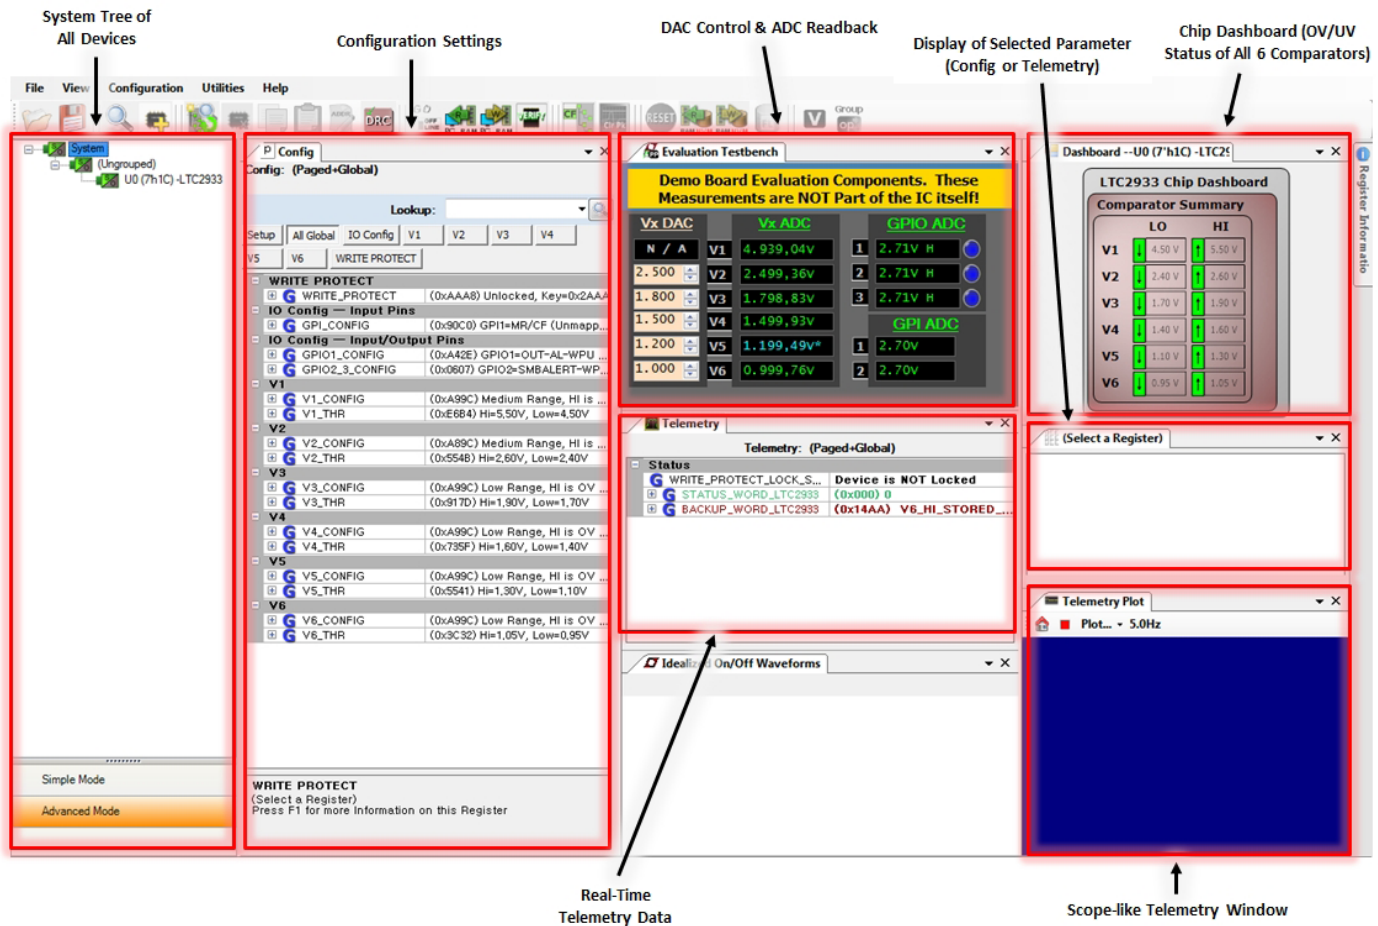 System Tree of
All Devices
Configuration Settings
DAC Control & ADC Readback
Display of Selected Parameter
(Config or Telemetry)
Chip Dashboard (OV/UV
Status of All 6 Comparators)
File View Configuration Utilities Help
DRC
RESET
V
Group
op
System
(Ungrouped)
U0 (7h1C) -LTC2933
Simple Mode
Advanced Mode
Config
Config: (Paged+Global)
Lookup:
Setup All Global IO Config V1 V2 V3 V4
V5 V6 WRITE PROTECT
WRITE PROTECT
G WRITE_PROTECT (0xAAA8) Unlocked, Key=0x2AAA
IO Config — Input Pins
G GPI_CONFIG (0x90C0) GPI1=MR/CF (Unmapp...
IO Config — Input/Output Pins
G GPIO1_CONFIG (0xA42E) GPIO1=OUT-AL-WPU ...
G GPIO2_3_CONFIG (0x0607) GPIO2=SMBALERT-WP...
V1
G V1_CONFIG (0xA99C) Medium Range, HI is ...
G V1_THR (0xE6B4) Hi=5,50V, Low=4,50V
V2
G V2_CONFIG (0xA89C) Medium Range, HI is ...
G V2_THR (0x554B) Hi=2,60V, Low=2,40V
V3
G V3_CONFIG (0xA99C) Low Range, HI is OV ...
G V3_THR (0x917D) Hi=1,90V, Low=1,70V
V4
G V4_CONFIG (0xA99C) Low Range, HI is OV ...
G V4_THR (0x735F) Hi=1,60V, Low=1,40V
V5
G V5_CONFIG (0xA99C) Low Range, HI is OV ...
G V5_THR (0x5541) Hi=1,30V, Low=1,10V
V6
G V6_CONFIG (0xA99C) Low Range, HI is OV ...
G V6_THR (0x3C32) Hi=1,05V, Low=0,95V
WRITE PROTECT
(Select a Register)
Press F1 for more Information on this Register
Evaluation Testbench
Demo Board Evaluation Components. These
Measurements are NOT Part of the IC itself!
Vx DAC Vx ADC GPIO ADC
N / A V1 4.939,04V 1 2.71V H
2.500 V2 2.499,36V 2 2.71V H
1.800 V3 1.798,83V 3 2.71V H
1.500 V4 1.499,93V GPI ADC
1.200 V5 1.199,49V* 1 2.70V
1.000 V6 0.999,76V 2 2.70V
Telemetry
Telemetry: (Paged+Global)
Status
G WRITE_PROTECT_LOCK_S... Device is NOT Locked
G STATUS_WORD_LTC2933 (0x000) 0
G BACKUP_WORD_LTC2933 (0x14AA) V6_HI_STORED_...
Idealized On/Off Waveforms
Dashboard --U0 (7'h1C) -LTC29
LTC2933 Chip Dashboard
Comparator Summary
LO HI
V1 4.50 V 5.50 V
V2 2.40 V 2.60 V
V3 1.70 V 1.90 V
V4 1.40 V 1.60 V
V5 1.10 V 1.30 V
V6 0.95 V 1.05 V
Register Informatio
(Select a Register)
Telemetry Plot
Plot... 5.0Hz
Real-Time
Telemetry Data
Scope-like Telemetry Window